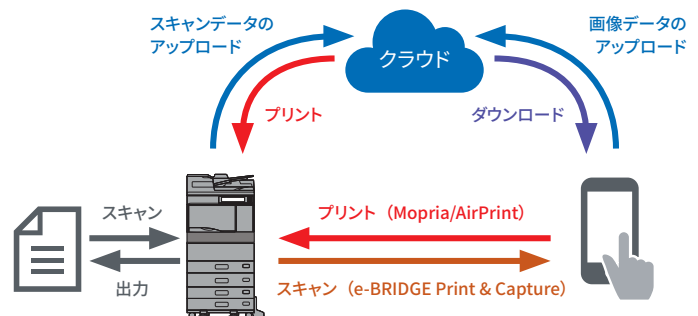 スキャンデータの
アップロード
クラウド
画像データの
アップロード
プリント
ダウンロード
スキャン
プリント（Mopria/AirPrint）
出力
スキャン（e-BRIDGE Print & Capture）